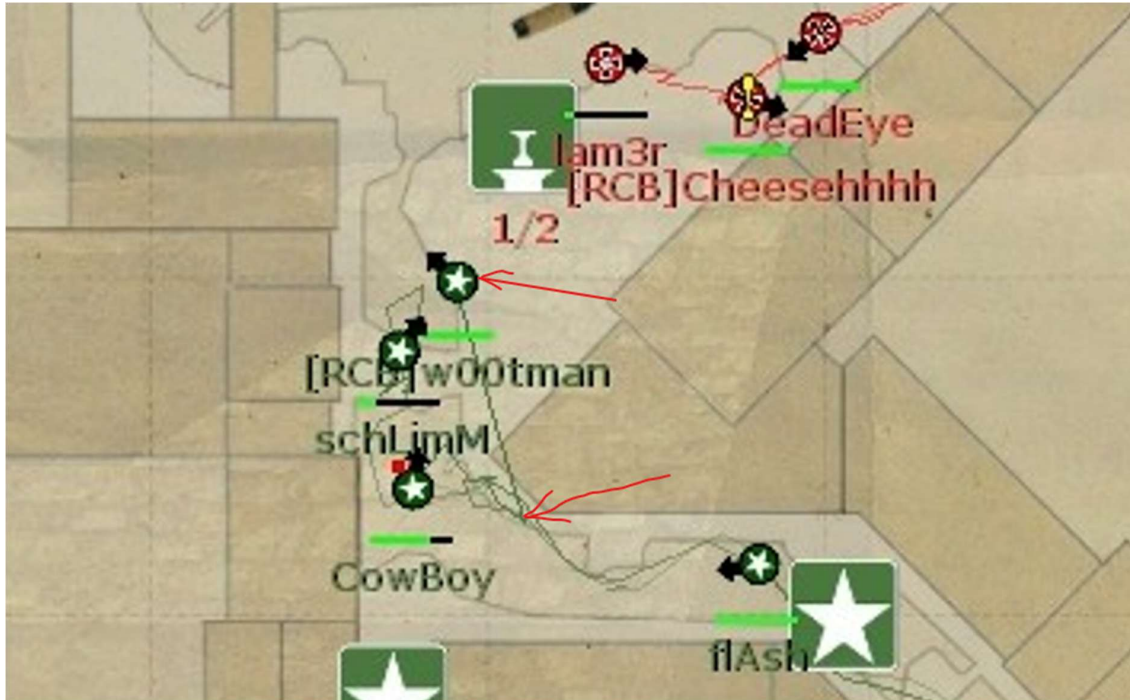 DeadEye
lam3r
[RCB]Cheesehhhh
1/2
[RCB]w00tman
schLimM
CowBoy
flAsh